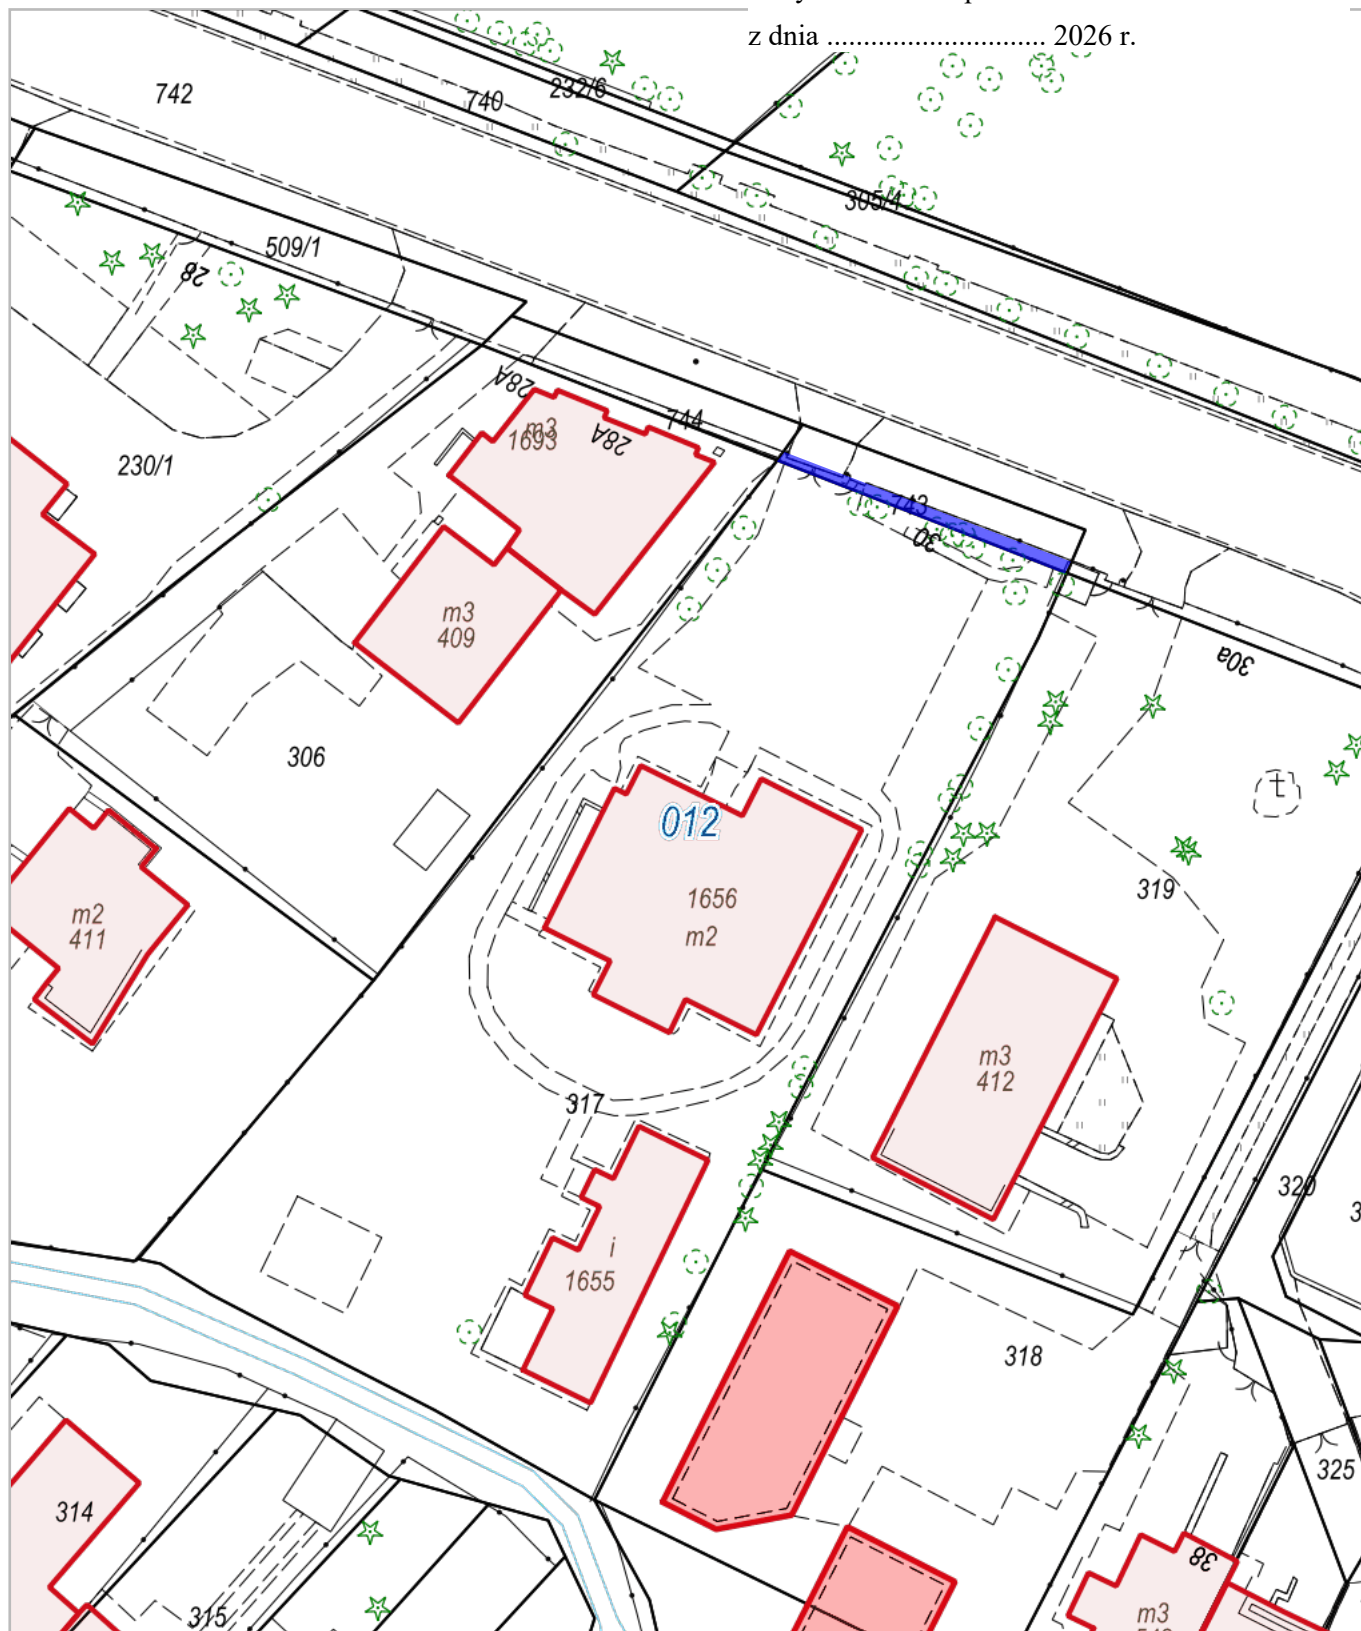 z dnia .............................. 2026 r.
742
740
232/6
305/4
509/1
28
28A
28A
744
m3
1693
230/1
743
30
30a
m3
409
306
012
1656
m2
319
t
m2
411
m3
412
317
320
3
i
1655
318
325
314
38
315
m3